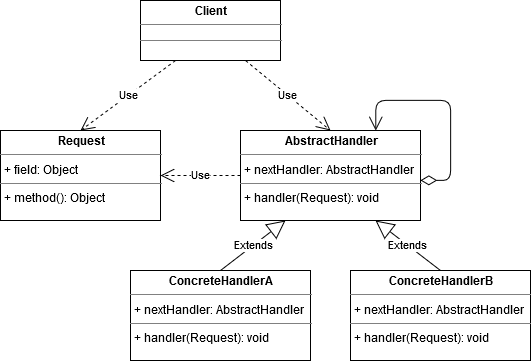 Client
Use
Use
Request
+ field: Object
+ method(): Object
Use
AbstractHandler
+ nextHandler: AbstractHandler
+ handler(Request): void
Extends
Extends
ConcreteHandlerA
+ nextHandler: AbstractHandler
+ handler(Request): void
ConcreteHandlerB
+ nextHandler: AbstractHandler
+ handler(Request): void